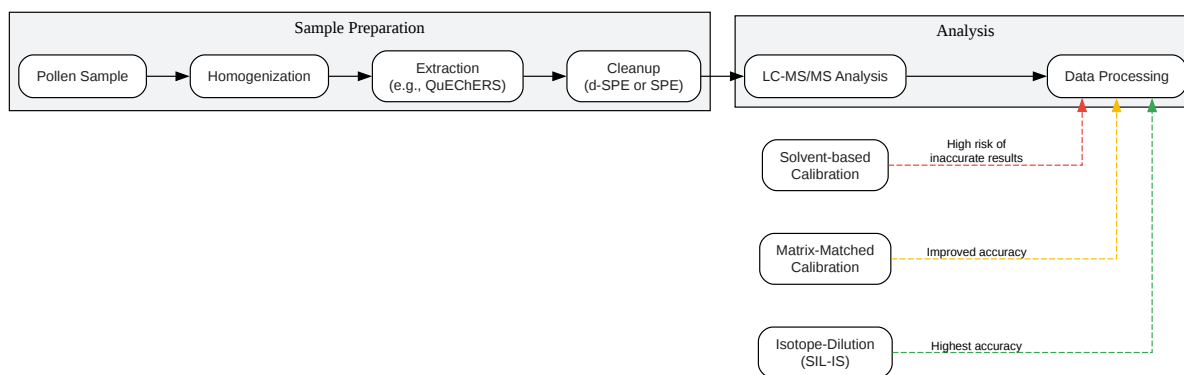 Sample Preparation
Analysis
Pollen Sample
Homogenization
Extraction
(e.g., QuEChERS)
Cleanup
(d-SPE or SPE)
LC-MS/MS Analysis
Data Processing
Solvent-based
Calibration
High risk of
inaccurate results
Matrix-Matched
Calibration
Improved accuracy
Isotope-Dilution
(SIL-IS)
Highest accuracy